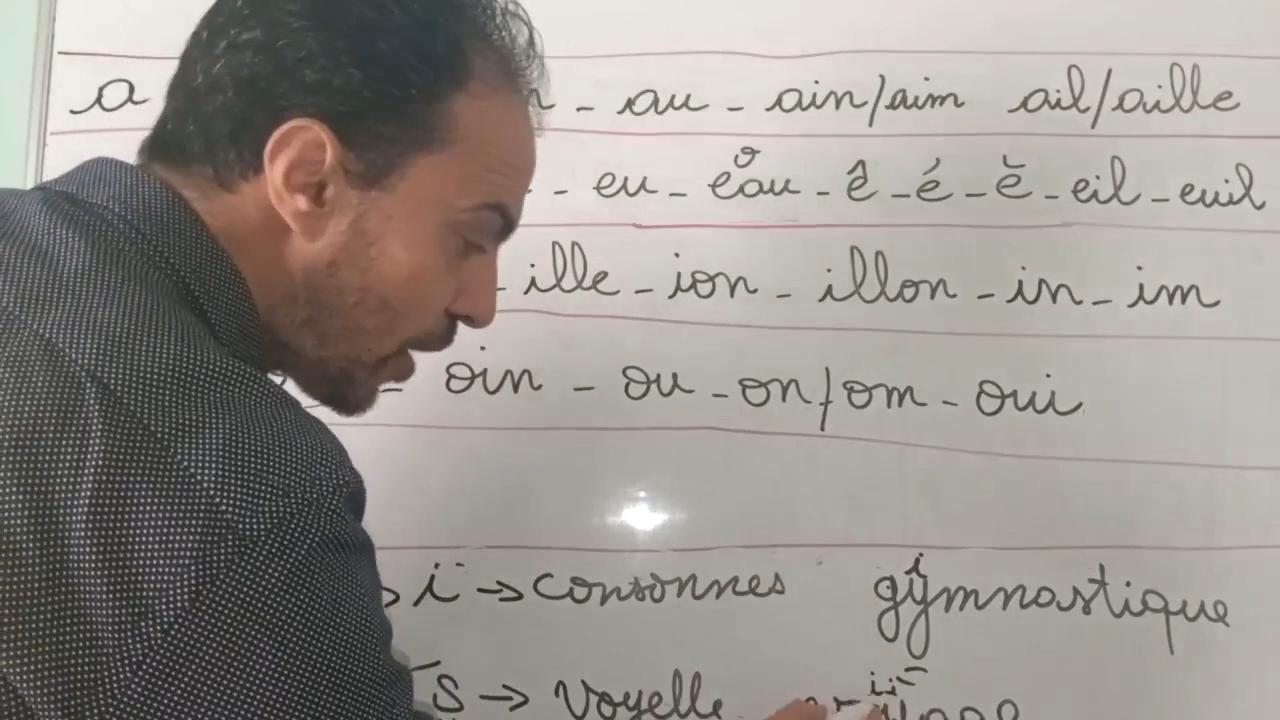 a - au - ain/aim ail/aille
- eu - eau - ê - é - è - eil - euil
- ille - ion - illon - in - im
- oin - ou - on/om - oui
i → consonnes gymnastique
→ Voyelle